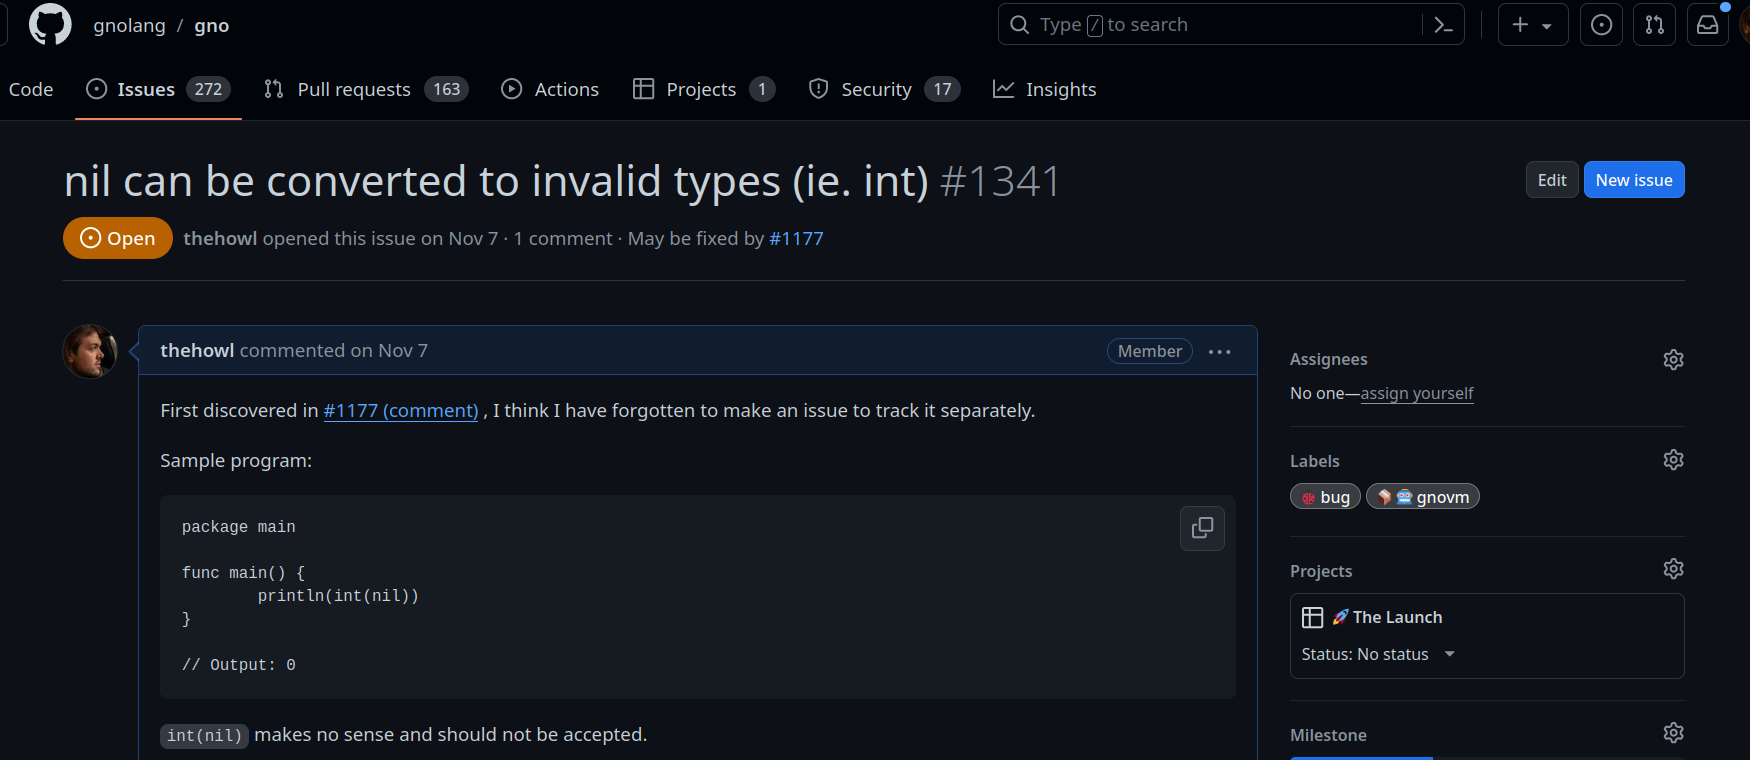 gnolang / gno
Type / to search
Code
Issues 272
Pull requests 163
Actions
Projects 1
Security 17
Insights
nil can be converted to invalid types (ie. int) #1341
Edit
New issue
Open
thehowl opened this issue on Nov 7 · 1 comment · May be fixed by #1177
thehowl commented on Nov 7
Member
First discovered in #1177 (comment) , I think I have forgotten to make an issue to track it separately.
Sample program:
package main
func main() {
println(int(nil))
}
// Output: 0
int(nil) makes no sense and should not be accepted.
Assignees
No one—assign yourself
Labels
bug
gnovm
Projects
The Launch
Status: No status
Milestone